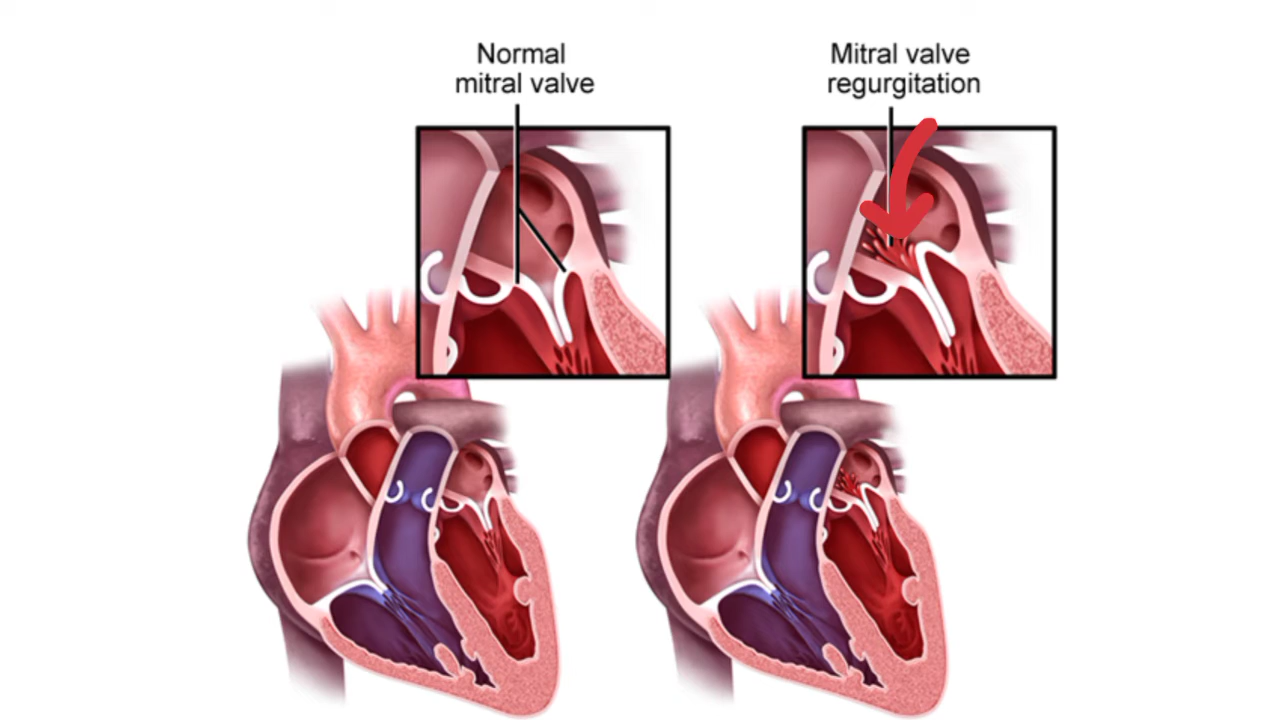 Normal
mitral valve
Mitral valve
regurgitation